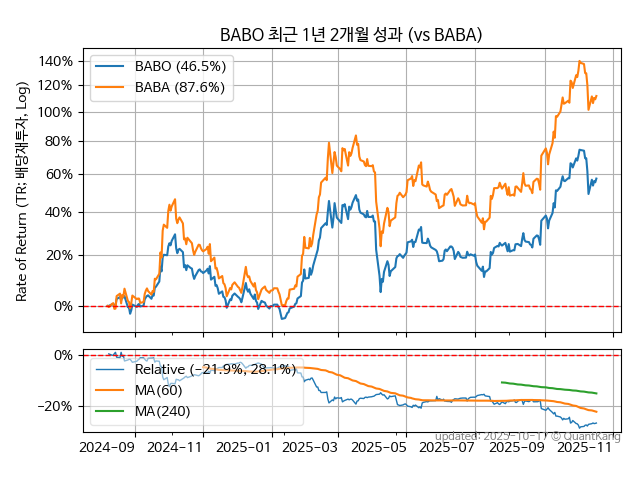 BABO 최근 1년 2개월 성과 (vs BABA)
Rate of Return (TR: 배당재투자, Log)
BABO (46.5%)
BABA (87.6%)
140%
120%
100%
80%
60%
40%
20%
0%
Relative (−21.9%, 28.1%)
MA(60)
MA(240)
0%
−20%
2024-09 2024-11 2025-01 2025-03 2025-05 2025-07 2025-09 2025-11
updated: 2025-10-17 © QuantKang